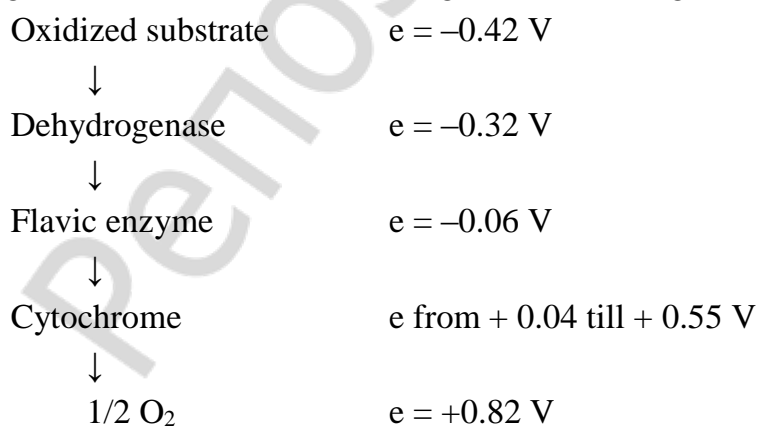 Oxidized substrate e = –0.42 V
↓
Dehydrogenase e = –0.32 V
↓
Flavic enzyme e = –0.06 V
↓
Cytochrome e from + 0.04 till + 0.55 V
↓
1/2 O₂ e = +0.82 V